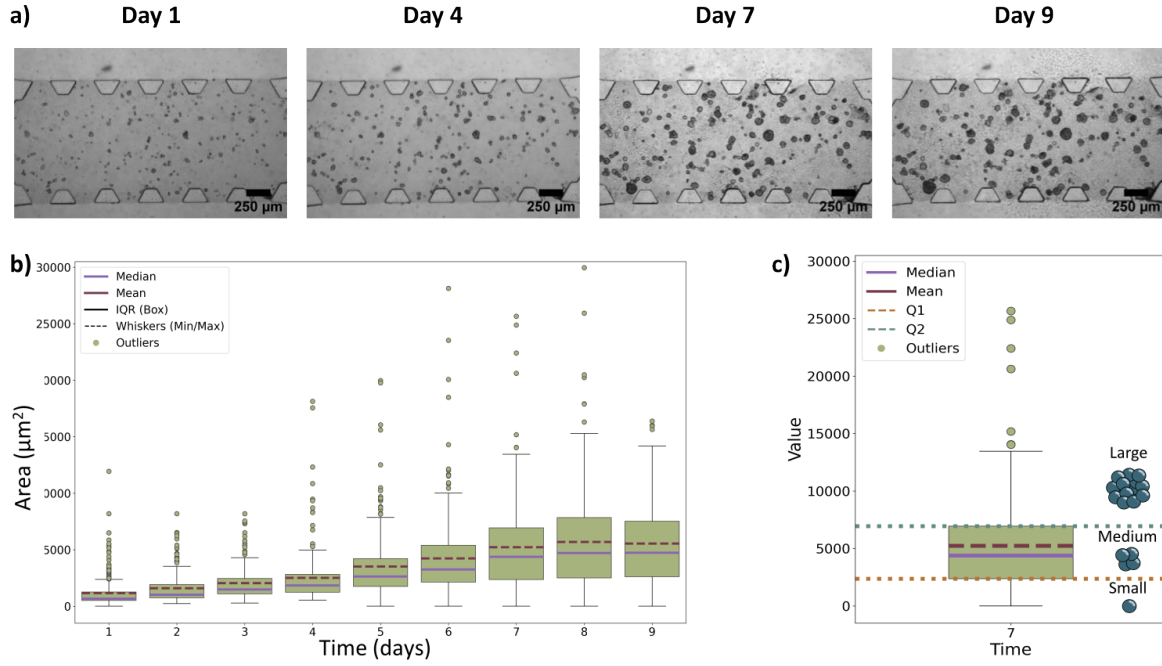 a)
Day 1
Day 4
Day 7
Day 9
250 μm
250 μm
250 μm
250 μm
b)
30000
25000
0000
5000
0000
5000
0
Area (μm²)
Median
Mean
IQR (Box)
Whiskers (Min/Max)
Outliers
1 2 3 4 5 6 7 8 9
Time (days)
c)
30000
25000
20000
15000
10000
5000
0
Value
Median
Mean
Q1
Q2
Outliers
Large
Medium
Small
7
Time